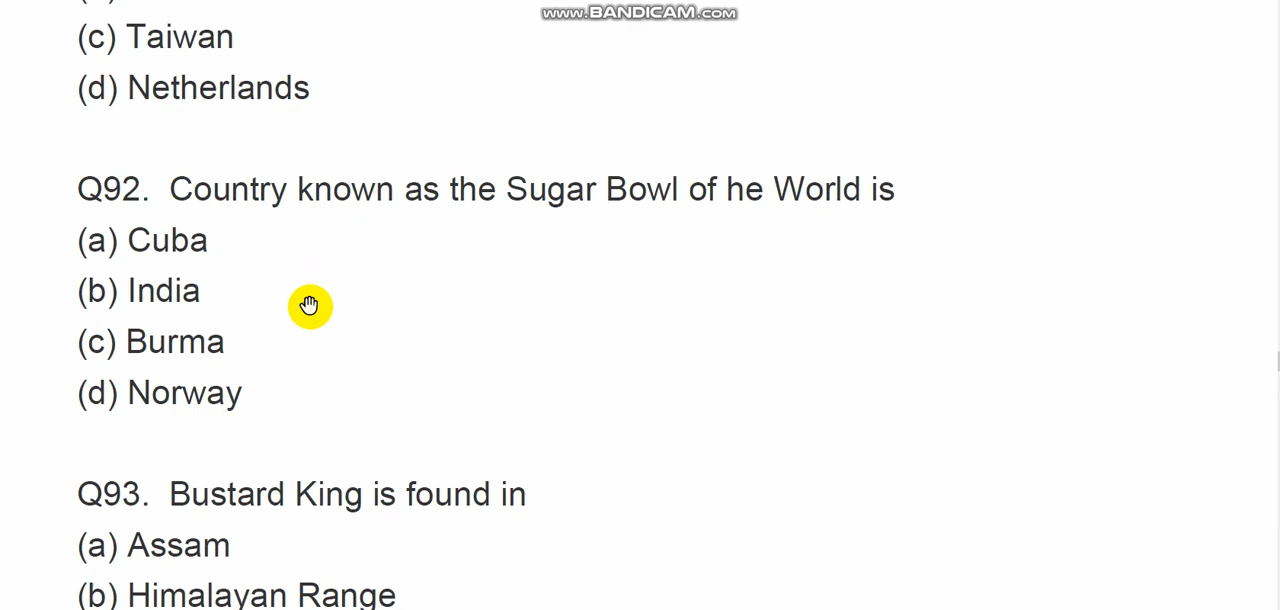 www.BANDICAM.com
(c) Taiwan
(d) Netherlands
Q92. Country known as the Sugar Bowl of he World is
(a) Cuba
(b) India
(c) Burma
(d) Norway
Q93. Bustard King is found in
(a) Assam
(b) Himalayan Range